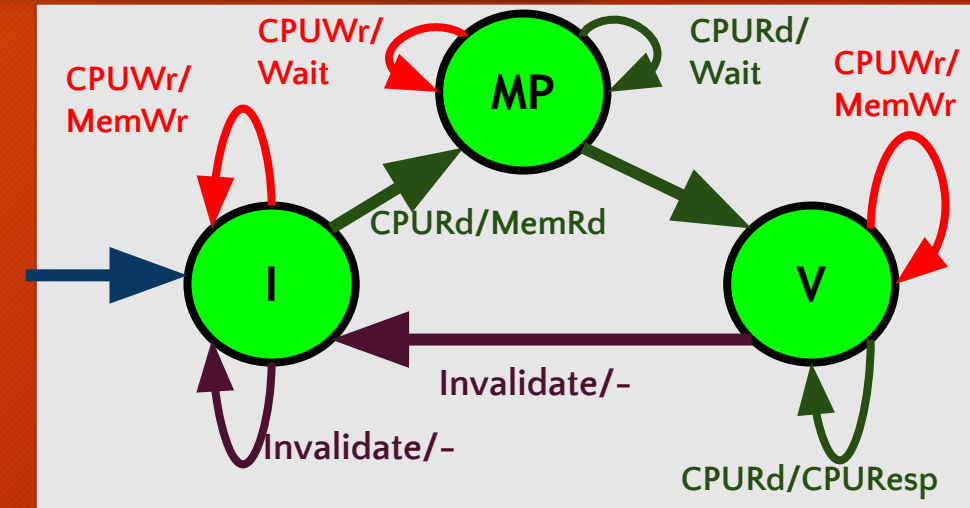 CPUWr/
Wait
MP
CPURd/
Wait
CPUWr/
MemWr
CPUWr/
MemWr
CPURd/MemRd
I
V
Invalidate/-
Invalidate/-
CPURd/CPUResp